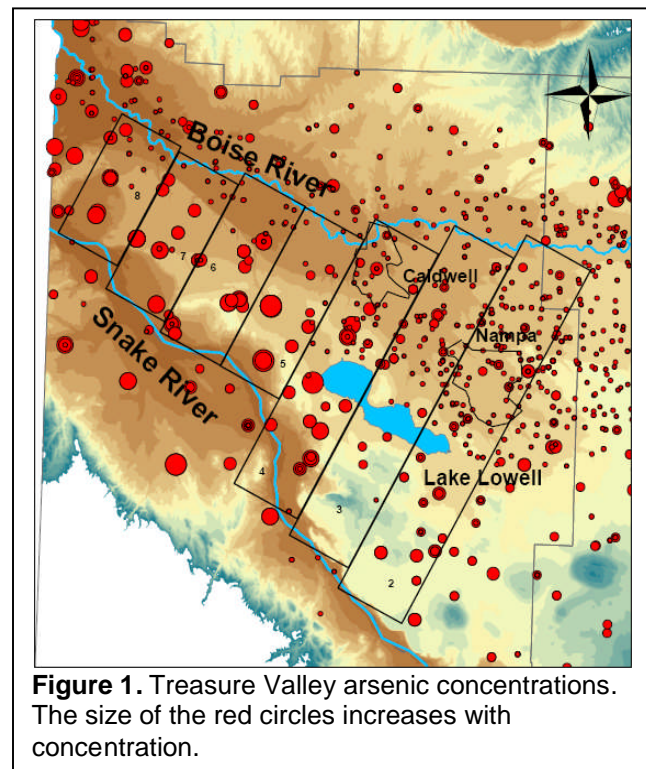 Boise River
8
7
6
Caldwell
Nampa
Snake River
5
4
Lake Lowell
3
2
Figure 1. Treasure Valley arsenic concentrations.
The size of the red circles increases with
concentration.